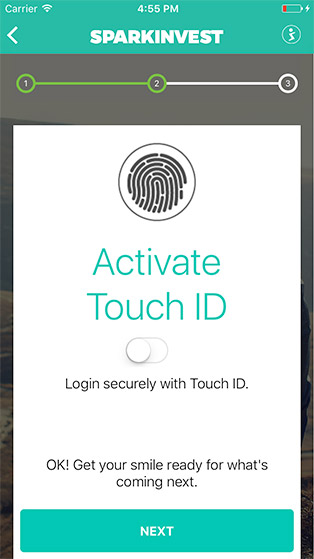 Carrier 4:55 PM
SPARKINVEST
1 2 3
Activate
Touch ID
Login securely with Touch ID.
OK! Get your smile ready for what's
coming next.
NEXT